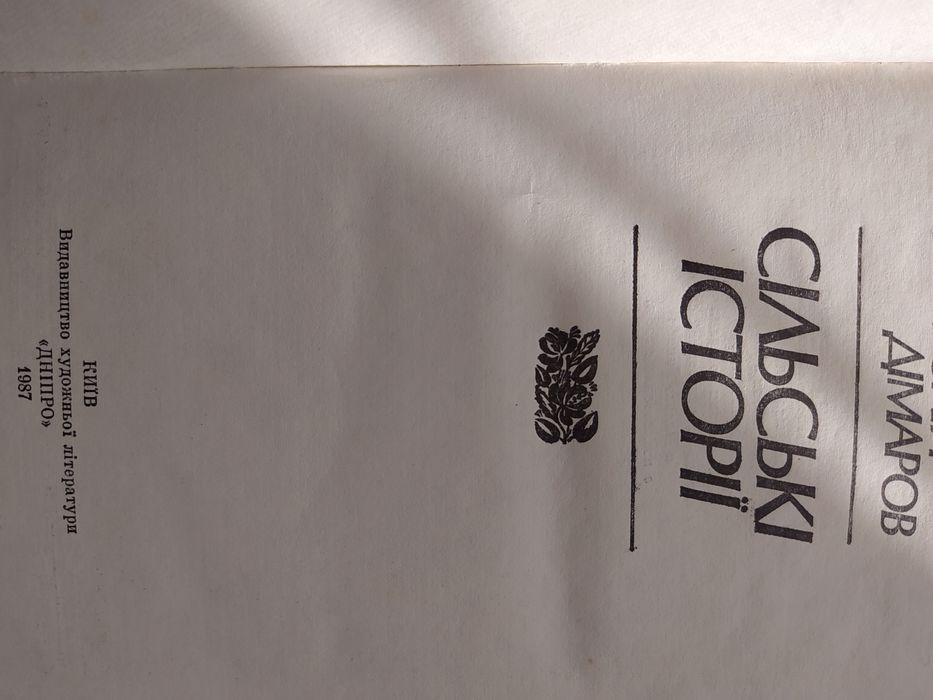 ДІМАРОВ
СІЛЬСЬКІ
ІСТОРІЇ
КИЇВ
Видавництво художньої літератури
«ДНІПРО»
1987